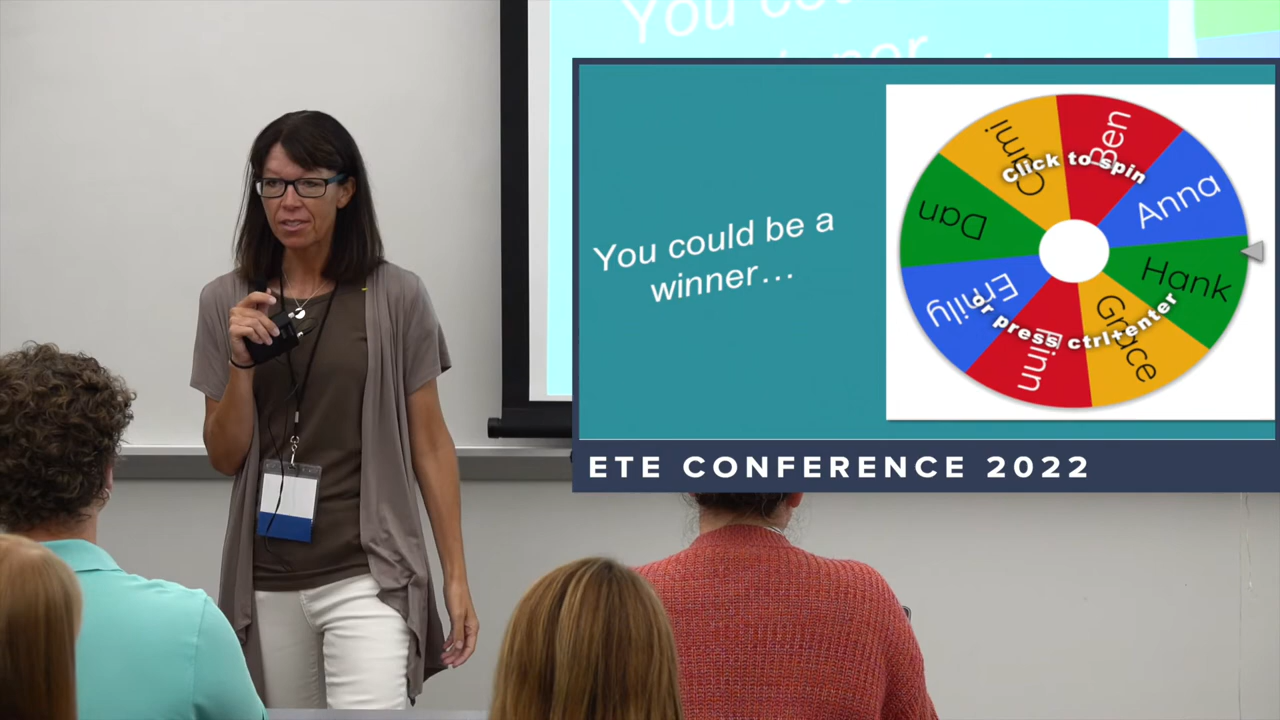 You could be a
winner…
Cami
Ben
Click to spin
Anna
Dan
Hank
Emily
Grace
or press ctrl+enter
Finn
ETE CONFERENCE 2022